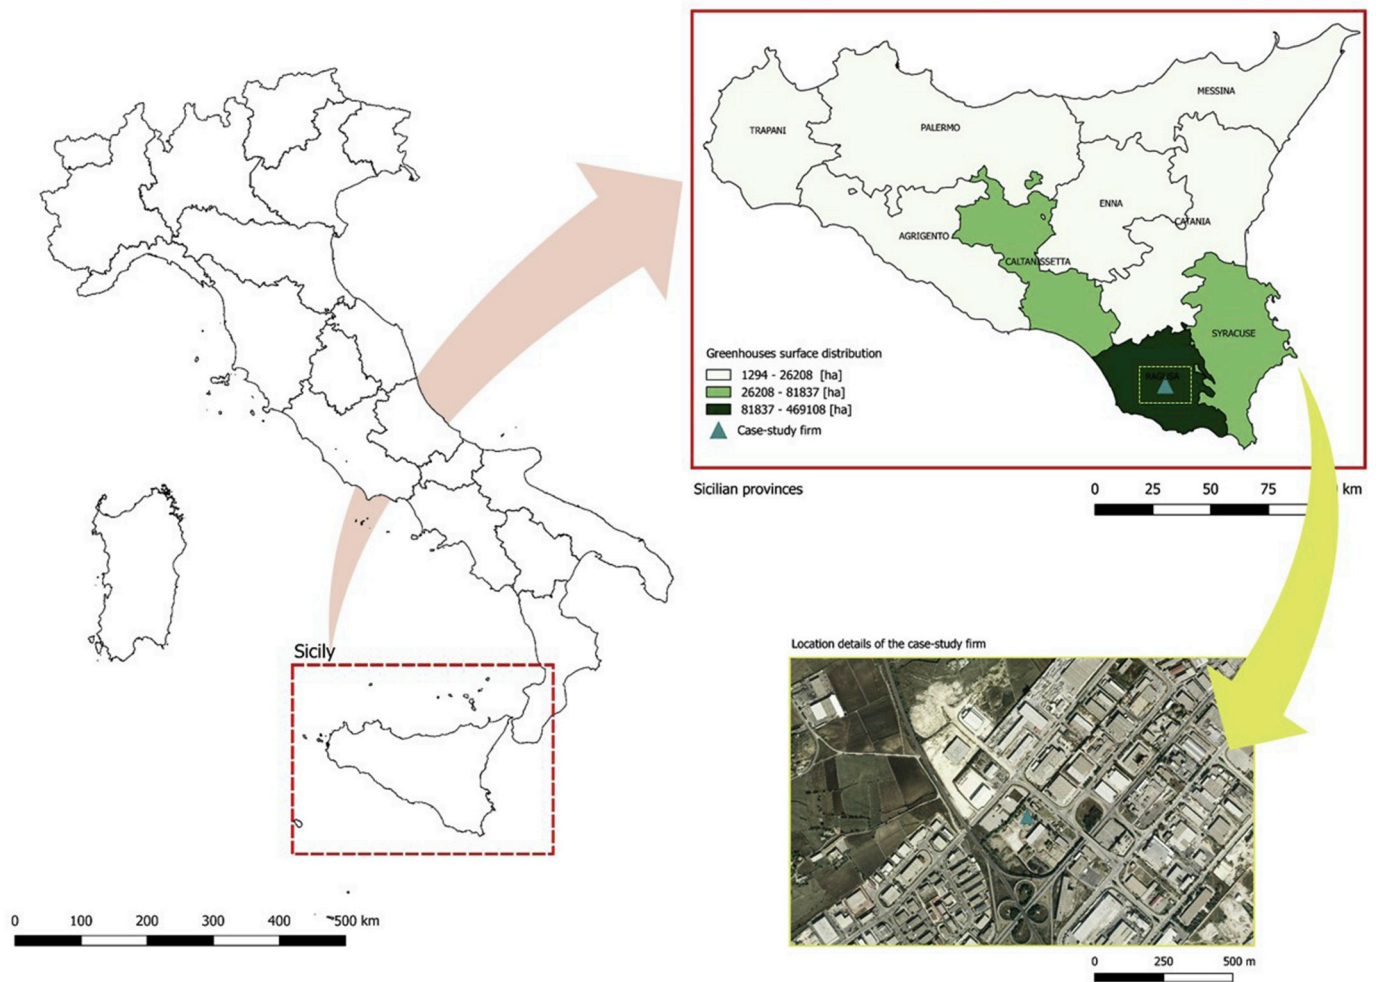 MESSINA
TRAPANI
PALERMO
ENNA
CATANIA
AGRIGENTO
CALTANISSETTA
SYRACUSE
RAGUSA
Greenhouses surface distribution
1294 - 26208 [ha]
26208 - 81837 [ha]
81837 - 469108 [ha]
Case-study firm
Sicilian provinces
0 25 50 75 km
Sicily
Location details of the case-study firm
0 100 200 300 400 500 km
0 250 500 m